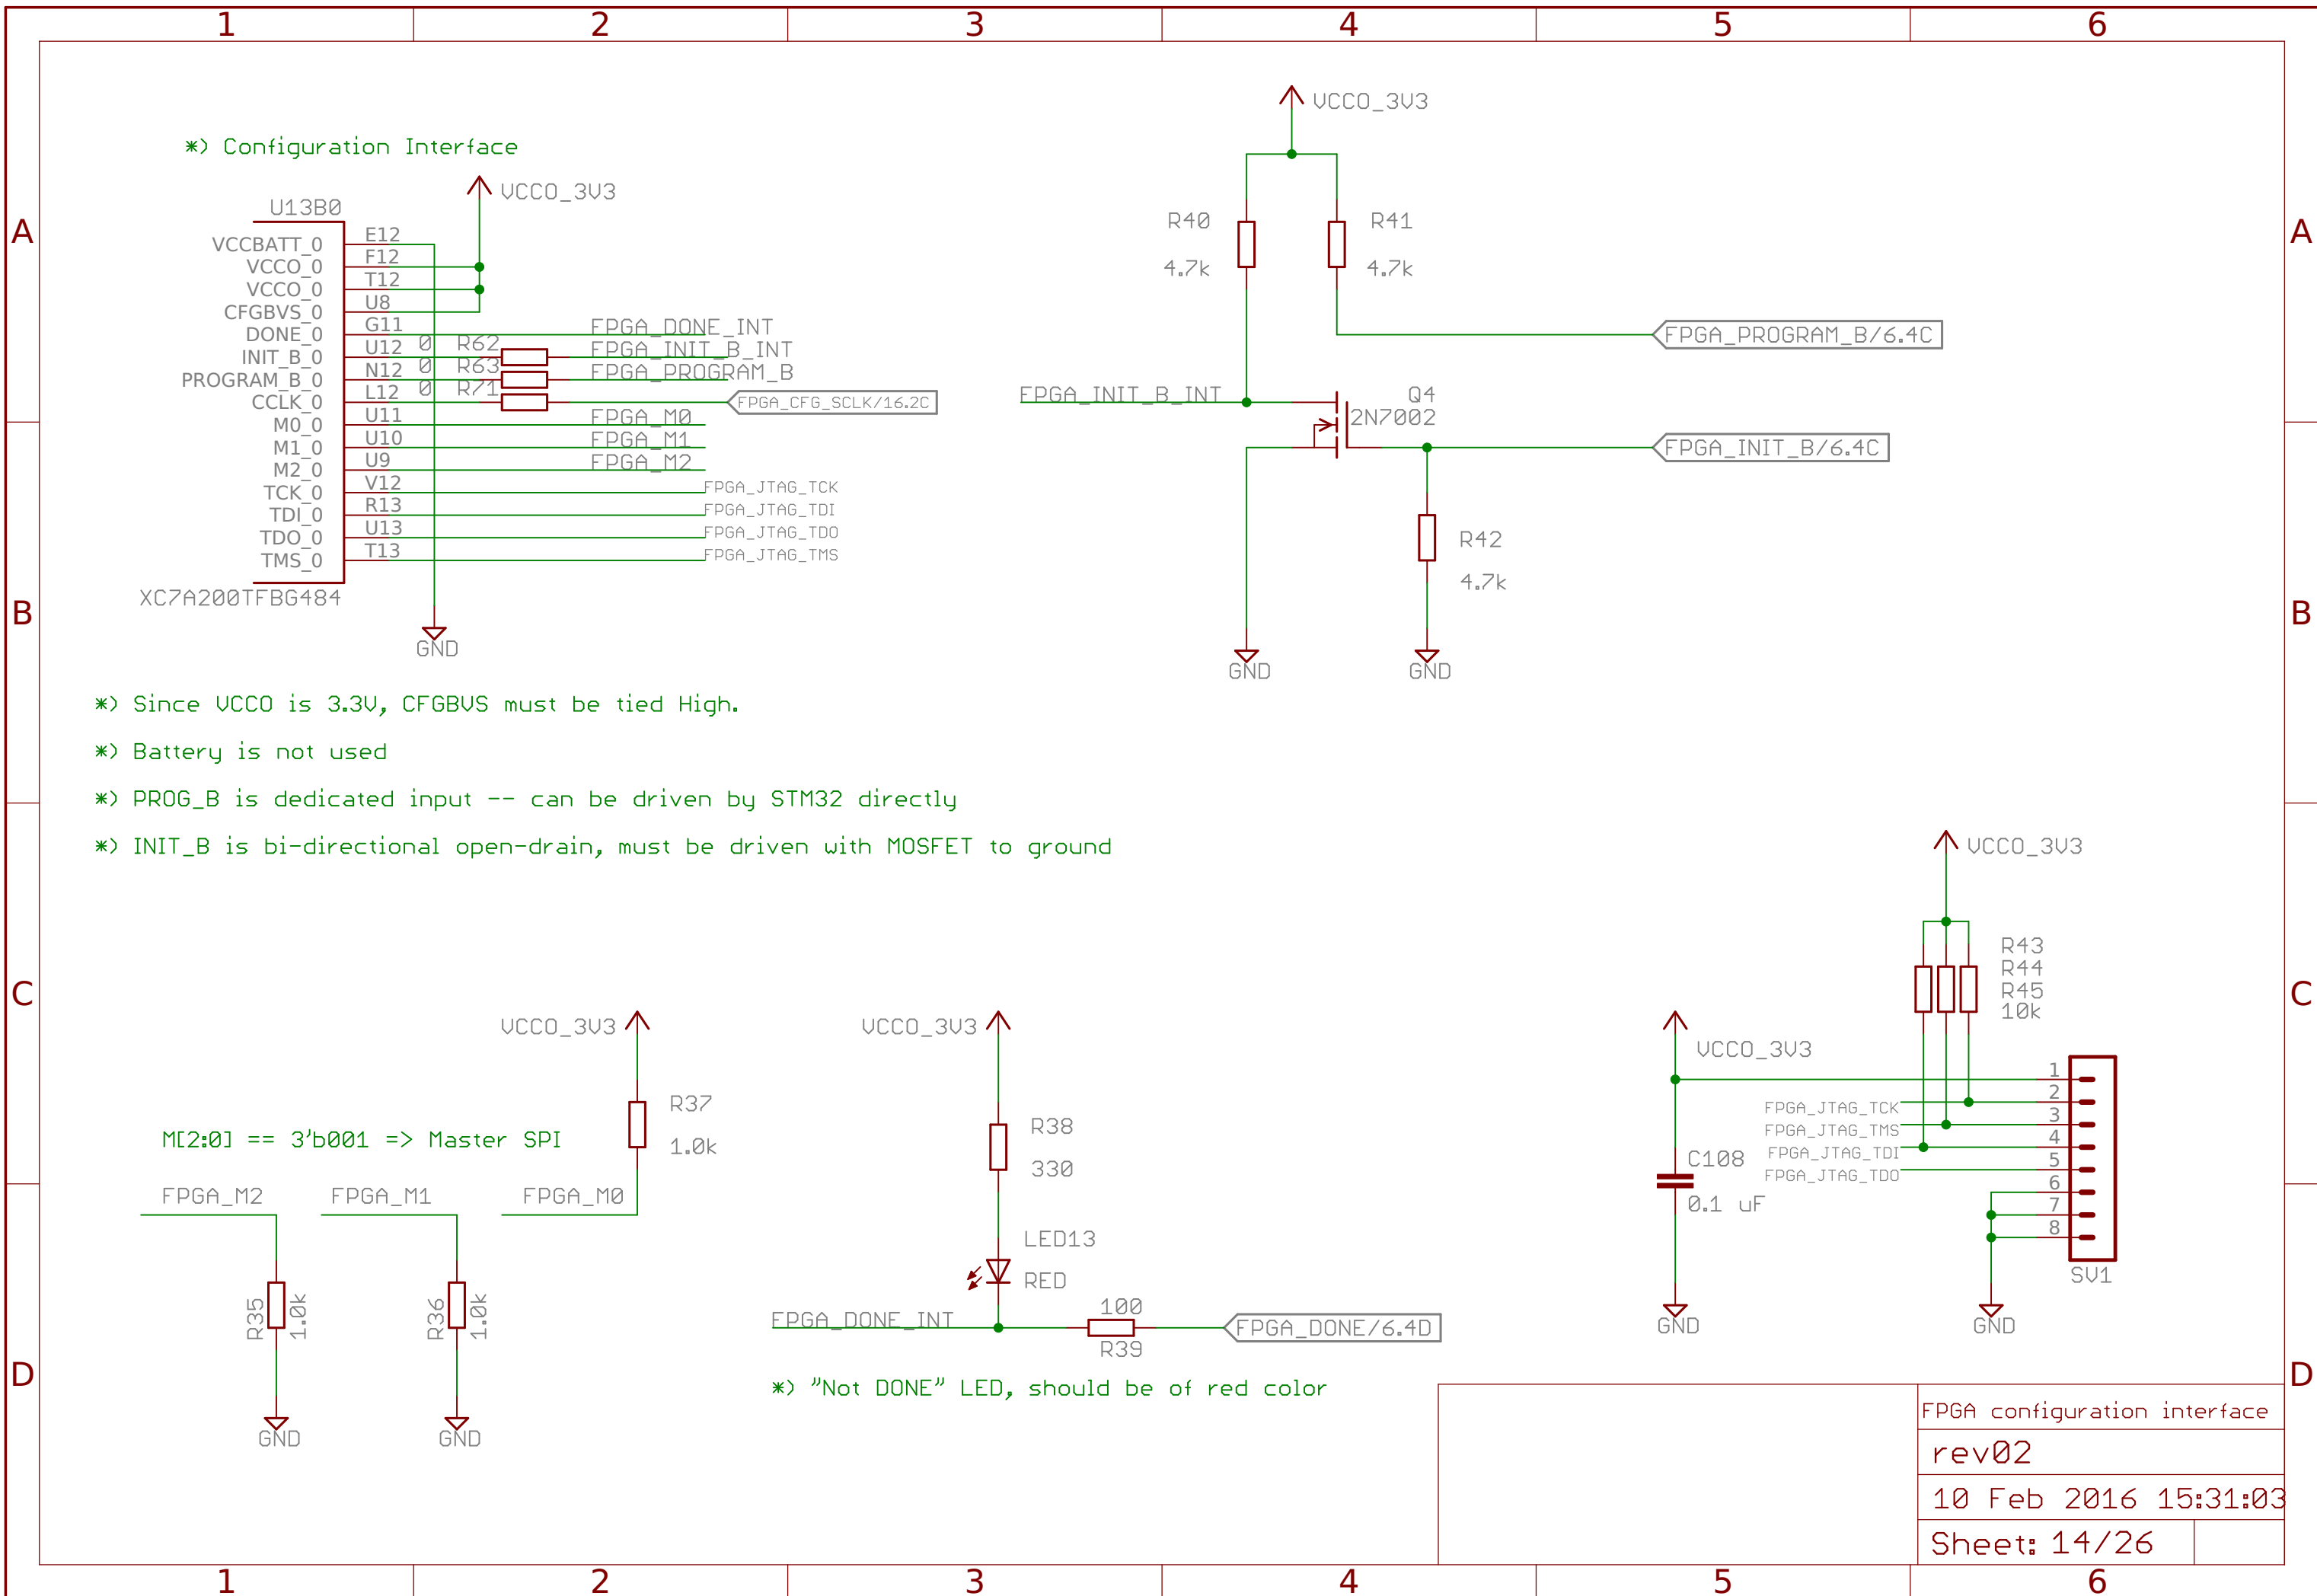 1 2 3 4 5 6
A A
B B
C C
D D
*) Configuration Interface
VCCO_3V3
U13B0
VCCBATT_0 E12
VCCO_0 F12
VCCO_0 T12
CFGBVS_0 U8
DONE_0 G11 FPGA_DONE_INT
INIT_B_0 U12 0 R62 FPGA_INIT_B_INT
PROGRAM_B_0 N12 0 R63 FPGA_PROGRAM_B
CCLK_0 L12 0 R71 FPGA_CFG_SCLK/16.2C
M0_0 U11 FPGA_M0
M1_0 U10 FPGA_M1
M2_0 U9 FPGA_M2
TCK_0 V12 FPGA_JTAG_TCK
TDI_0 R13 FPGA_JTAG_TDI
TDO_0 U13 FPGA_JTAG_TDO
TMS_0 T13 FPGA_JTAG_TMS
XC7A200TFBG484
GND
VCCO_3V3
R40 R41
4.7k 4.7k
FPGA_PROGRAM_B/6.4C
FPGA_INIT_B_INT
Q4
2N7002
FPGA_INIT_B/6.4C
R42
4.7k
GND GND
*) Since VCCO is 3.3V, CFGBVS must be tied High.
*) Battery is not used
*) PROG_B is dedicated input -- can be driven by STM32 directly
*) INIT_B is bi-directional open-drain, must be driven with MOSFET to ground
VCCO_3V3
R37
1.0k
M[2:0] == 3'b001 => Master SPI
FPGA_M2 FPGA_M1 FPGA_M0
R35 1.0k
R36 1.0k
GND GND
VCCO_3V3
R38
330
LED13
RED
FPGA_DONE_INT
100
R39
FPGA_DONE/6.4D
*) "Not DONE" LED, should be of red color
VCCO_3V3
R43
R44
R45
10k
VCCO_3V3
1
FPGA_JTAG_TCK 2
FPGA_JTAG_TMS 3
FPGA_JTAG_TDI 4
FPGA_JTAG_TDO 5
6
7
8
C108
0.1 uF
SV1
GND GND
FPGA configuration interface
rev02
10 Feb 2016 15:31:03
Sheet: 14/26
1 2 3 4 5 6